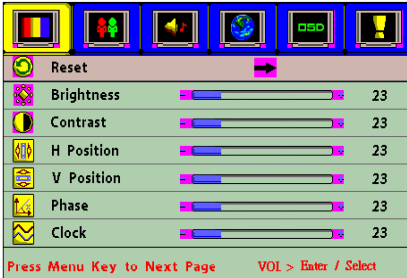 OSD
Reset
Brightness - 23
Contrast - 23
H Position - 23
V Position - 23
Phase - 23
Clock - 23
Press Menu Key to Next Page VOL > Enter / Select